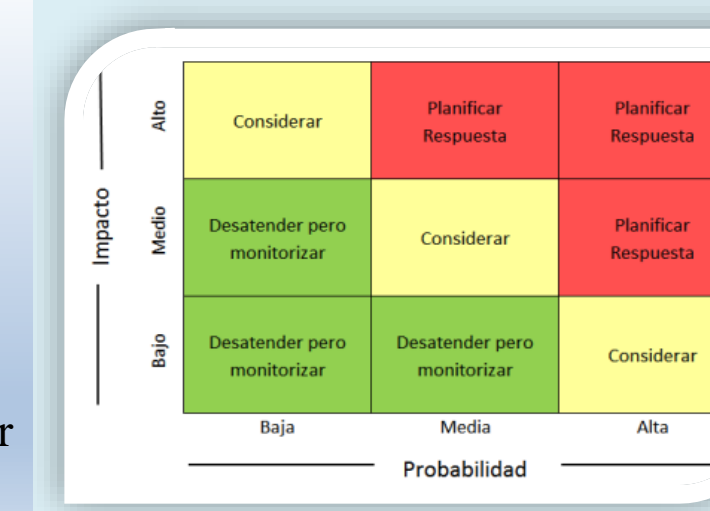 Impacto
Alto
Considerar
Planificar
Respuesta
Planificar
Respuesta
Medio
Desatender pero
monitorizar
Considerar
Planificar
Respuesta
Bajo
Desatender pero
monitorizar
Desatender pero
monitorizar
Considerar
Baja
Media
Alta
Probabilidad